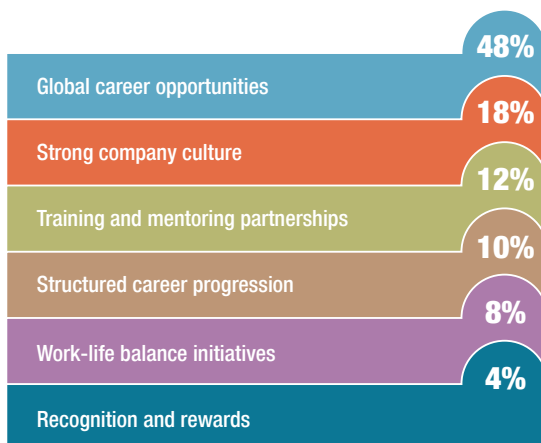 48%
Global career opportunities
18%
Strong company culture
12%
Training and mentoring partnerships
10%
Structured career progression
8%
Work-life balance initiatives
4%
Recognition and rewards